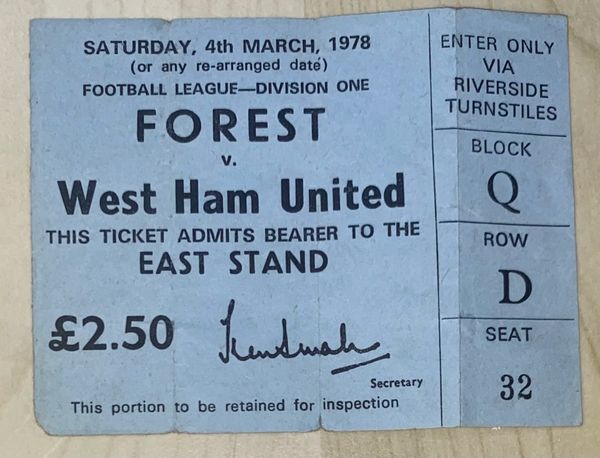 SATURDAY, 4th MARCH, 1978
(or any re-arranged date)
FOOTBALL LEAGUE—DIVISION ONE
FOREST
v.
West Ham United
THIS TICKET ADMITS BEARER TO THE
EAST STAND
£2.50
Secretary
This portion to be retained for inspection
ENTER ONLY
VIA
RIVERSIDE
TURNSTILES
BLOCK
Q
ROW
D
SEAT
32